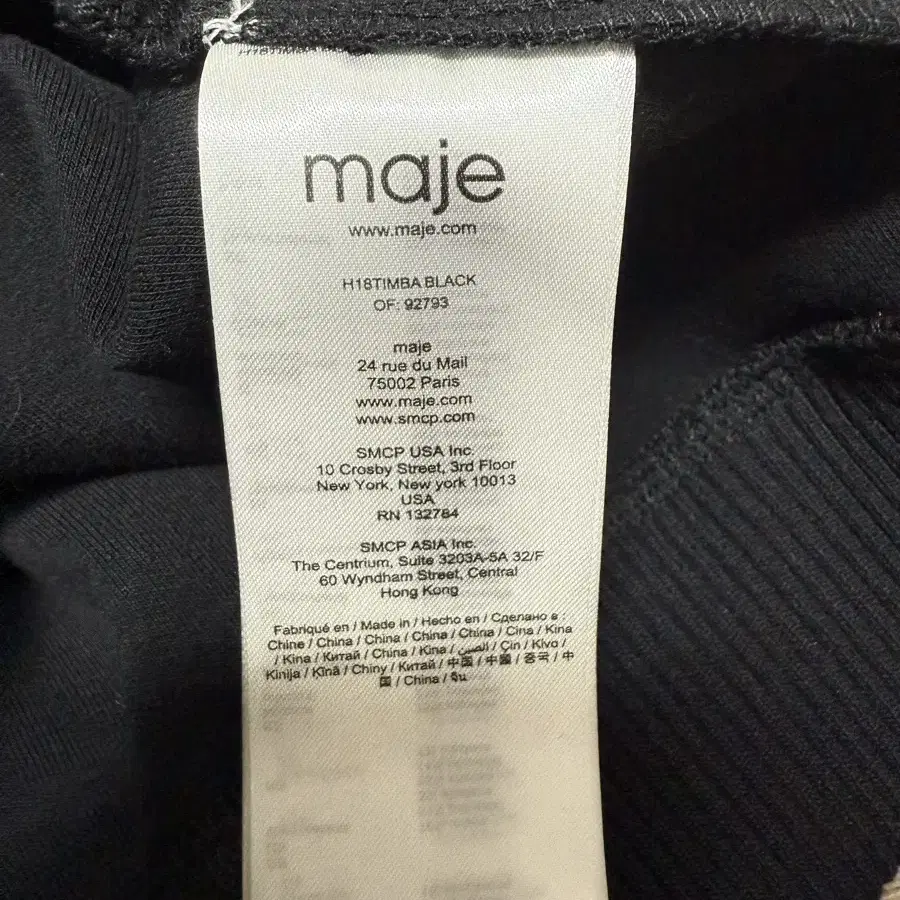 maje
www.maje.com
H18TIMBA BLACK
OF: 92793
maje
24 rue du Mail
75002 Paris
www.maje.com
www.smcp.com
SMCP USA Inc.
10 Crosby Street, 3rd Floor
New York, New york 10013
USA
RN 132784
SMCP ASIA Inc.
The Centrium, Suite 3203A-5A 32/F
60 Wyndham Street, Central
Hong Kong
Fabriqué en / Made in / Hecho en / Сделано в :
Chine / China / China / China / China / Cina / Kina
/ Kina / Китай / China / Kina / الصين / Çin / Kivo /
Kinija / Kīnā / Chiny / Китай / 中国 / 中國 / 중국 / 中
国 / China / จีน